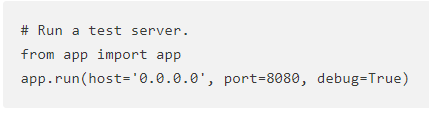 # Run a test server.
from app import app
app.run(host='0.0.0.0', port=8080, debug=True)